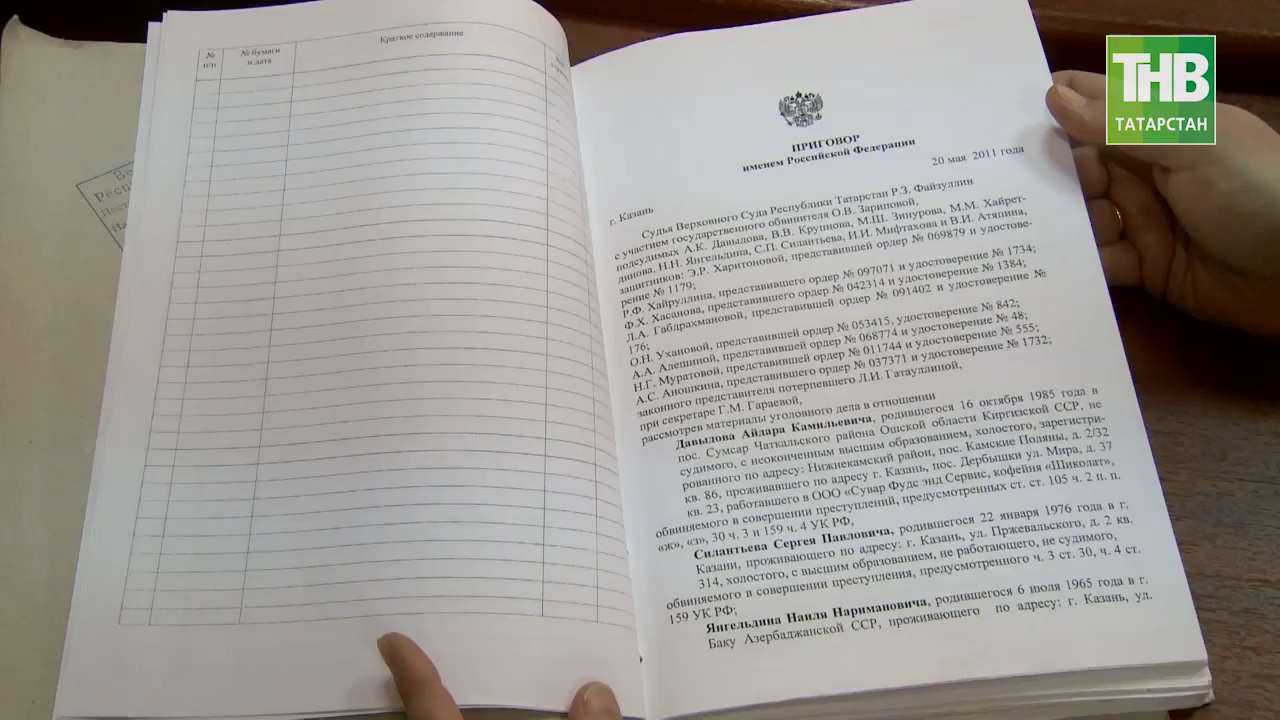 №
п/п
№ бумаги
и дата
Краткое содержание
ТНВ
ТАТАРСТАН
ПРИГОВОР
именем Российской Федерации
20 мая 2011 года
г. Казань
Судья Верховного Суда Республики Татарстан Р.З. Файзуллин
с участием государственного обвинителя О.В. Зариповой,
подсудимых А.К. Давыдова, В.В. Крупнова, М.Ш. Зинурова, М.М. Хайрет-
динова, Н.Н. Янгельдина, С.П. Силантьева, И.И. Мифтахова и В.И. Атяпина,
защитников: Э.Р. Харитоновой, представившей ордер № 069879 и удостове-
рение № 1179;
Р.Ф. Хайруллина, представившего ордер № 097071 и удостоверение № 1734;
Ф.Х. Хасанова, представившего ордер № 042314 и удостоверение № 1384;
Л.А. Габдрахмановой, представившей ордер № 091402 и удостоверение №
176;
О.Н. Ухановой, представившей ордер № 053415, удостоверение № 842;
А.А. Алешиной, представившей ордер № 068774 и удостоверение № 48;
Н.Г. Муратовой, представившей ордер № 011744 и удостоверение № 555;
А.С. Аношкина, представившего ордер № 037371 и удостоверение № 1732;
законного представителя потерпевшего Л.И. Гатауллиной,
при секретаре Г.М. Гараевой,
рассмотрев материалы уголовного дела в отношении
Давыдова Айдара Камильевича, родившегося 16 октября 1985 года в
пос. Сумсар Чаткальского района Ошской области Киргизской ССР, не
судимого, с неоконченным высшим образованием, холостого, зарегистри-
рованного по адресу: Нижнекамский район, пос. Камские Поляны, д. 2/32
кв. 86, проживавшего по адресу г. Казань, пос. Дербышки ул. Мира, д. 37
кв. 23, работавшего в ООО «Сувар Фудс энд Сервис, кофейня «Шиколат»,
обвиняемого в совершении преступлений, предусмотренных ст. ст. 105 ч. 2 п. п.
«ж», «з», 30 ч. 3 и 159 ч. 4 УК РФ,
Силантьева Сергея Павловича, родившегося 22 января 1976 года в г.
Казани, проживающего по адресу: г. Казань, ул. Пржевальского, д. 2 кв.
314, холостого, с высшим образованием, не работающего, не судимого,
обвиняемого в совершении преступления, предусмотренного ч. 3 ст. 30, ч. 4 ст.
159 УК РФ;
Янгельдина Наиля Наримановича, родившегося 6 июля 1965 года в г.
Баку Азербаджанской ССР, проживающего по адресу: г. Казань, ул.